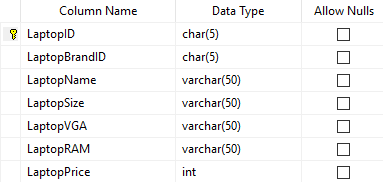 Column Name Data Type Allow Nulls
LaptopID char(5)
LaptopBrandID char(5)
LaptopName varchar(50)
LaptopSize varchar(50)
LaptopVGA varchar(50)
LaptopRAM varchar(50)
LaptopPrice int